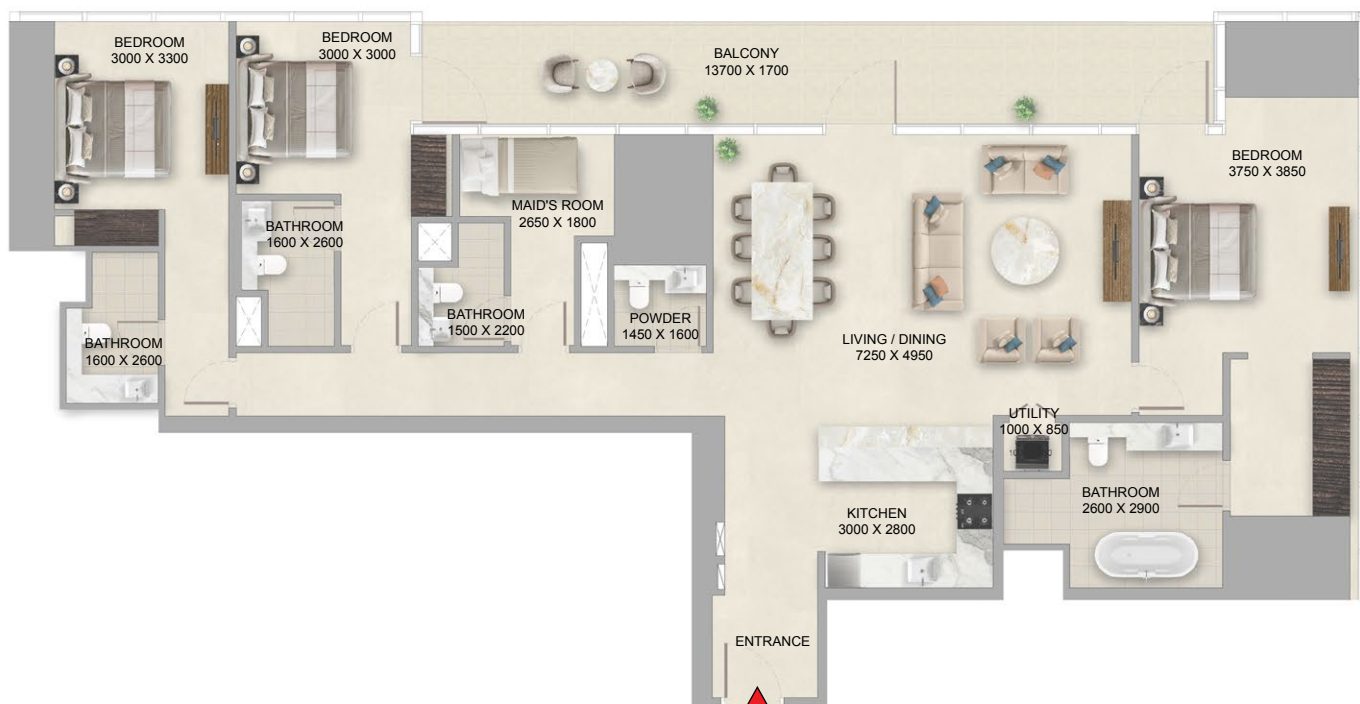 BEDROOM
3000 X 3300
BEDROOM
3000 X 3000
BALCONY
13700 X 1700
BEDROOM
3750 X 3850
MAID'S ROOM
2650 X 1800
BATHROOM
1600 X 2600
BATHROOM
1500 X 2200
POWDER
1450 X 1600
BATHROOM
1600 X 2600
LIVING / DINING
7250 X 4950
UTILITY
1000 X 850
BATHROOM
2600 X 2900
KITCHEN
3000 X 2800
ENTRANCE